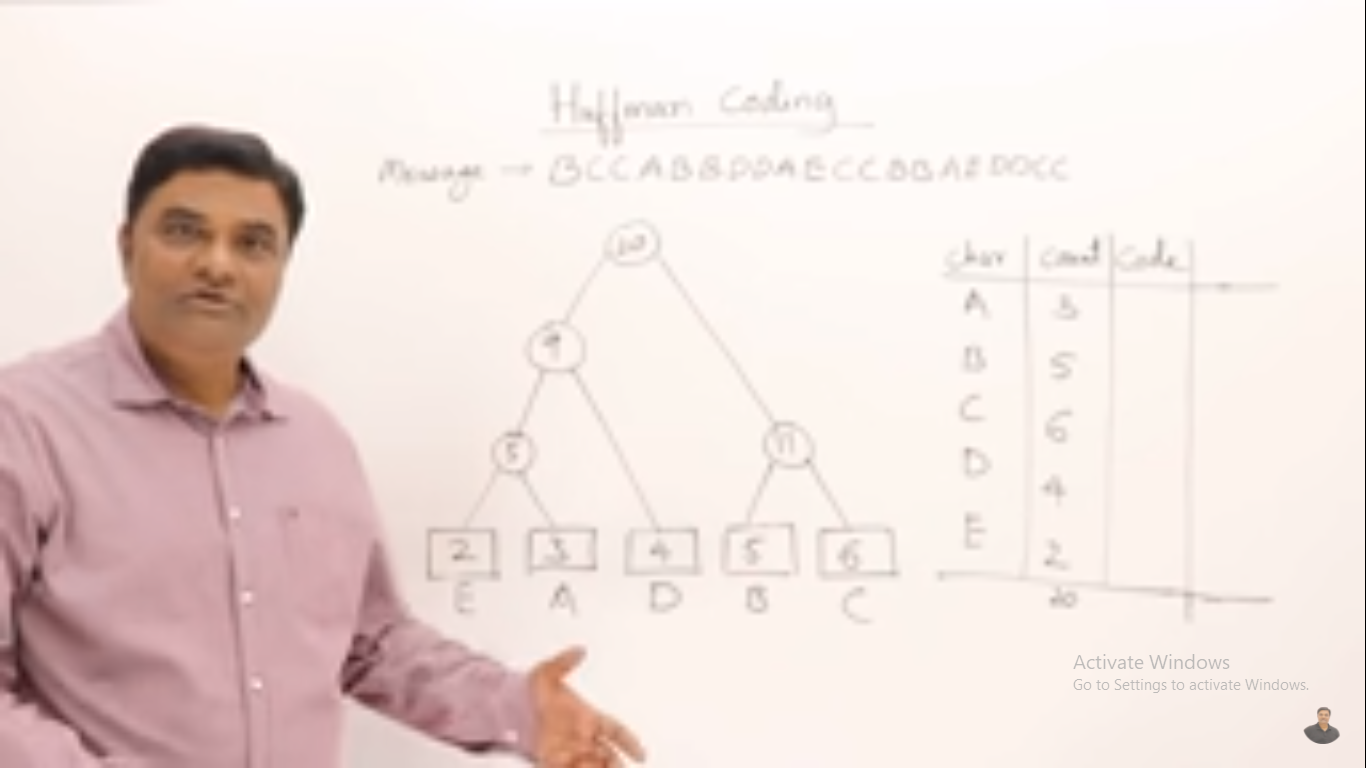 Huffman Coding
Message → BCCABBDDAECCBBAEDDCC
20
char count Code
A 3
9
B 5
C 6
5 11
D 4
E 2
2 3 4 5 6
E A D B C
20
Activate Windows
Go to Settings to activate Windows.